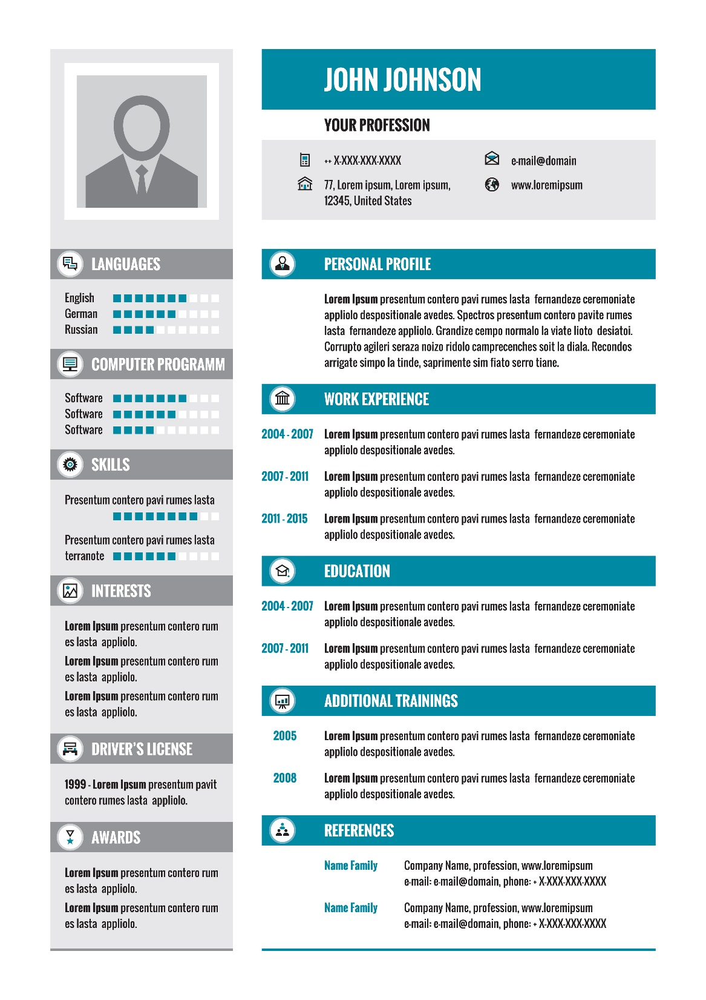 JOHN JOHNSON
YOUR PROFESSION
++ X-XXX-XXX-XXXX
e-mail@domain
77, Lorem ipsum, Lorem ipsum,
12345, United States
www.loremipsum
LANGUAGES
English
German
Russian
COMPUTER PROGRAMM
Software
Software
Software
SKILLS
Presentum contero pavi rumes lasta
Presentum contero pavi rumes lasta
terranote
INTERESTS
Lorem Ipsum presentum contero rum
es lasta appliolo.
Lorem Ipsum presentum contero rum
es lasta appliolo.
Lorem Ipsum presentum contero rum
es lasta appliolo.
DRIVER'S LICENSE
1999 - Lorem Ipsum presentum pavit
contero rumes lasta appliolo.
AWARDS
Lorem Ipsum presentum contero rum
es lasta appliolo.
Lorem Ipsum presentum contero rum
es lasta appliolo.
PERSONAL PROFILE
Lorem Ipsum presentum contero pavi rumes lasta fernandeze ceremoniate
appliolo despositionale avedes. Spectros presentum contero pavite rumes
lasta fernandeze appliolo. Grandize cempo normalo la viate lioto desiatoi.
Corrupto agileri seraza noizo ridolo camprecenches soit la diala. Recondos
arrigate simpo la tinde, saprimente sim fiato serro tiane.
WORK EXPERIENCE
2004 - 2007 Lorem Ipsum presentum contero pavi rumes lasta fernandeze ceremoniate
appliolo despositionale avedes.
2007 - 2011 Lorem Ipsum presentum contero pavi rumes lasta fernandeze ceremoniate
appliolo despositionale avedes.
2011 - 2015 Lorem Ipsum presentum contero pavi rumes lasta fernandeze ceremoniate
appliolo despositionale avedes.
EDUCATION
2004 - 2007 Lorem Ipsum presentum contero pavi rumes lasta fernandeze ceremoniate
appliolo despositionale avedes.
2007 - 2011 Lorem Ipsum presentum contero pavi rumes lasta fernandeze ceremoniate
appliolo despositionale avedes.
ADDITIONAL TRAININGS
2005 Lorem Ipsum presentum contero pavi rumes lasta fernandeze ceremoniate
appliolo despositionale avedes.
2008 Lorem Ipsum presentum contero pavi rumes lasta fernandeze ceremoniate
appliolo despositionale avedes.
REFERENCES
Name Family Company Name, profession, www.loremipsum
e-mail: e-mail@domain, phone: + X-XXX-XXX-XXXX
Name Family Company Name, profession, www.loremipsum
e-mail: e-mail@domain, phone: + X-XXX-XXX-XXXX